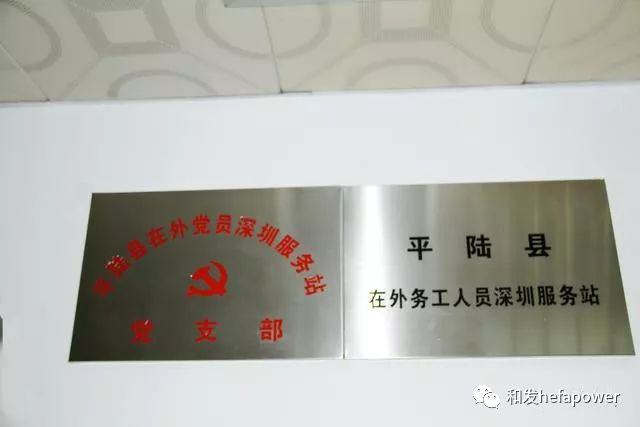 平陆县在外党员深圳服务站
党支部
平陆县
在外务工人员深圳服务站
和发hefapower